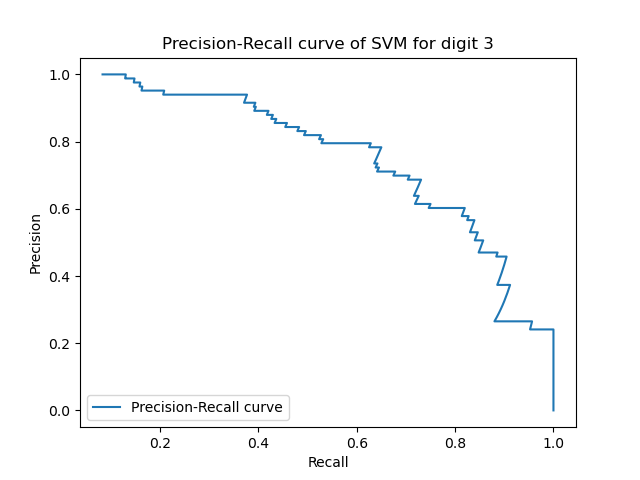 Precision-Recall curve of SVM for digit 3
1.0
0.8
0.6
0.4
0.2
0.0
Precision
Precision-Recall curve
0.2 0.4 0.6 0.8 1.0
Recall